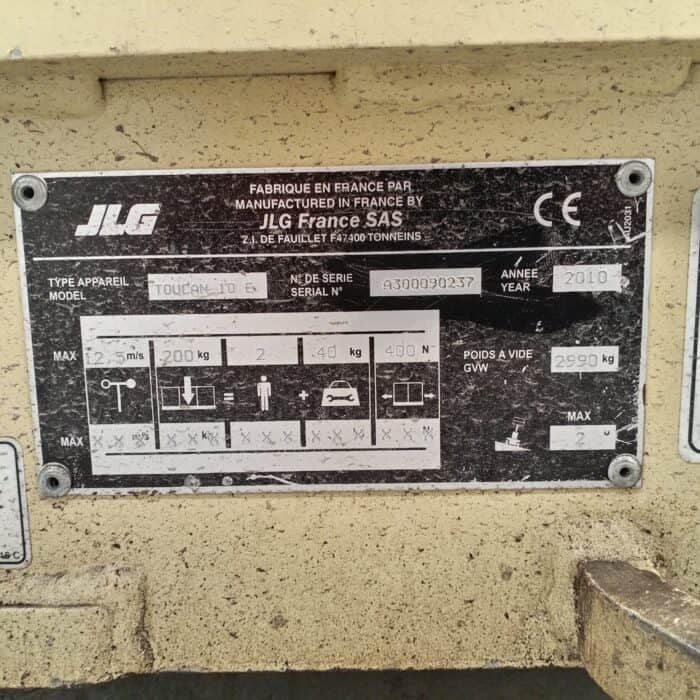 JLG
FABRIQUE EN FRANCE PAR
MANUFACTURED IN FRANCE BY
JLG France SAS
Z.I. DE FAUILLET F47400 TONNEINS
CE
TYPE APPAREIL
MODEL
TOUCAN 10 E
N° DE SERIE
SERIAL N°
A300090237
ANNEE
YEAR
2010
MAX 12,5 m/s 200 kg 2 40 kg 400 N
= +
MAX X X X m/s X X X k X X X X X X X X X N
POIDS A VIDE
GVW
2990 kg
MAX
2 °